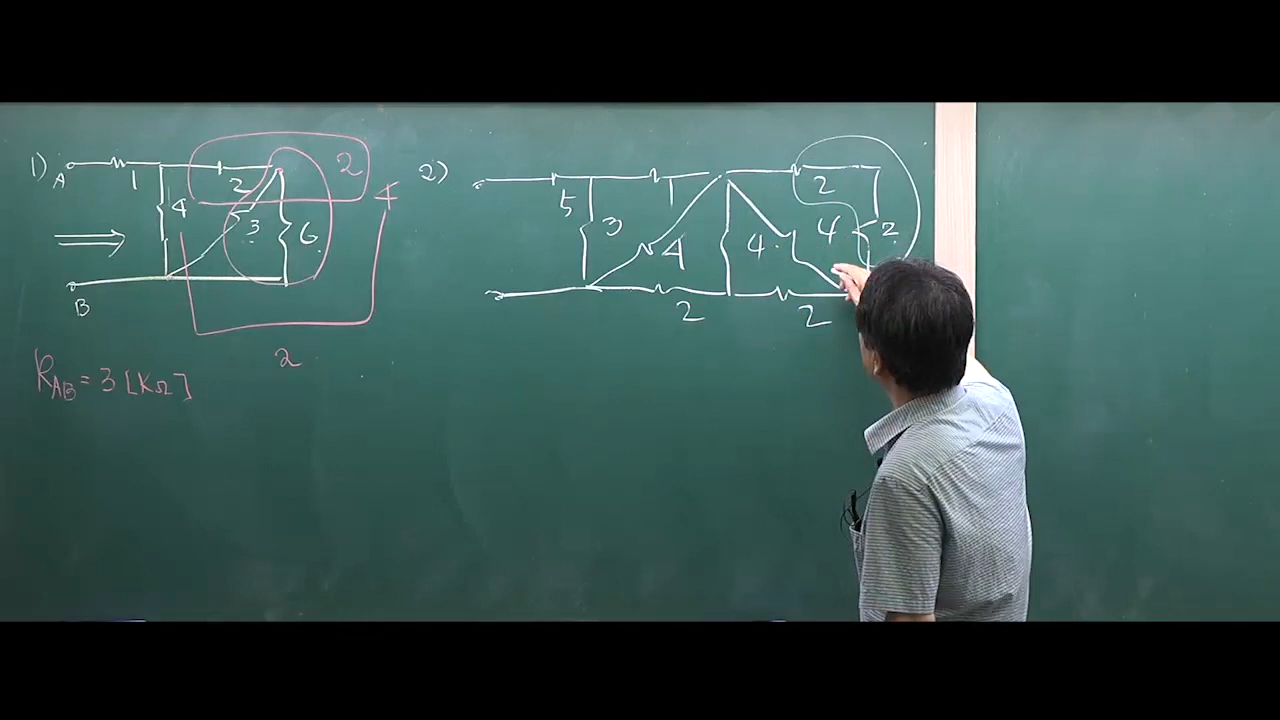 1) A 1 2 2 4
4 3 6
B
2
R_AB = 3 [KΩ]
2) 5 1 2
3 4 4 4 2
2 2